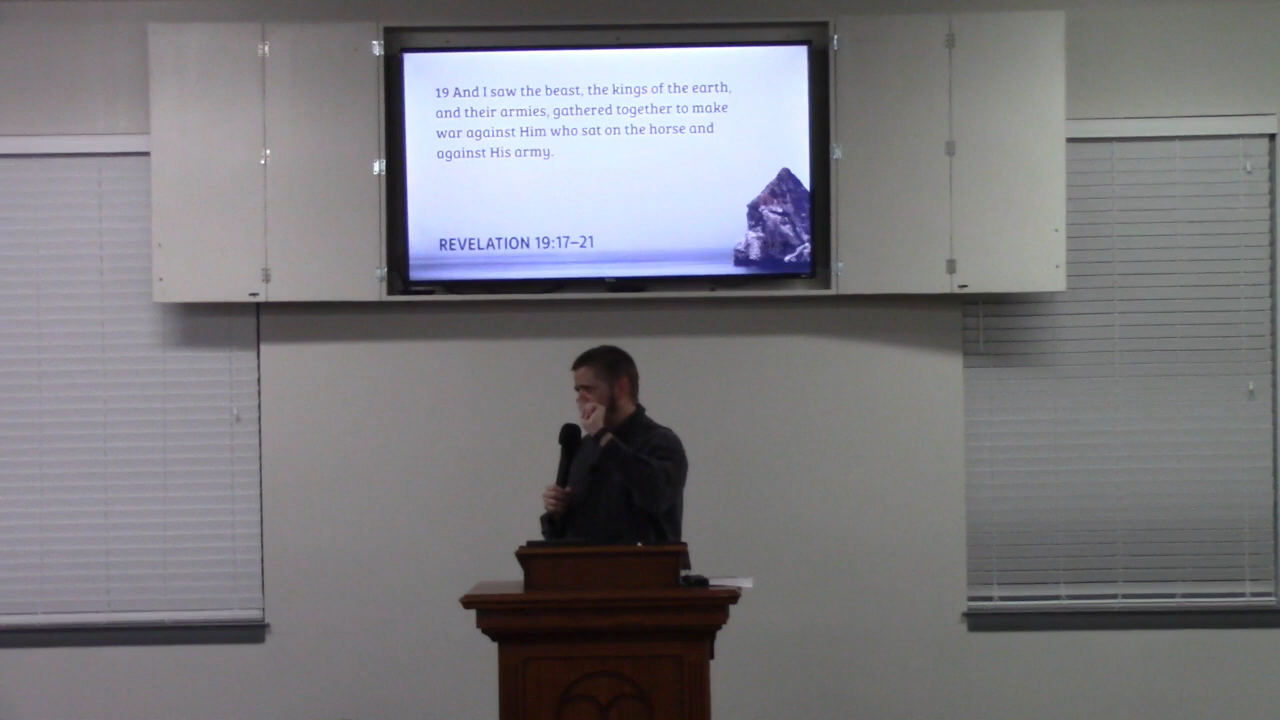 19 And I saw the beast, the kings of the earth,
and their armies, gathered together to make
war against Him who sat on the horse and
against His army.
REVELATION 19:17–21